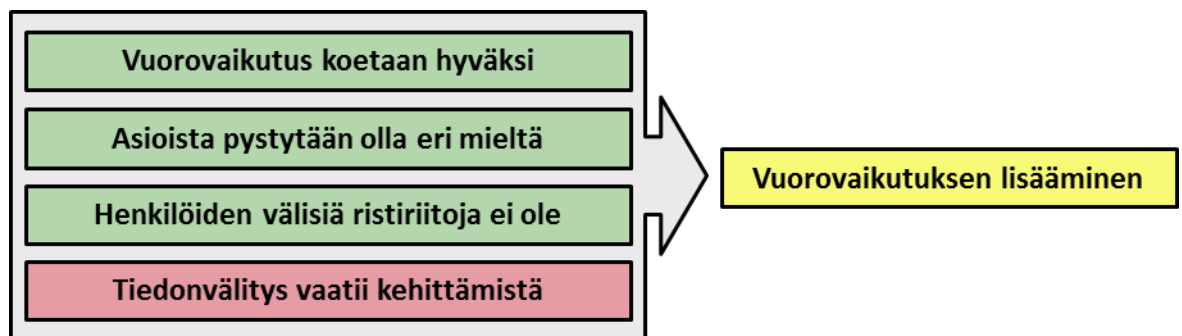 Vuorovaikutus koetaan hyväksi
Asioista pystytään olla eri mieltä
Henkilöiden välisiä ristiriitoja ei ole
Tiedonvälitys vaatii kehittämistä
Vuorovaikutuksen lisääminen